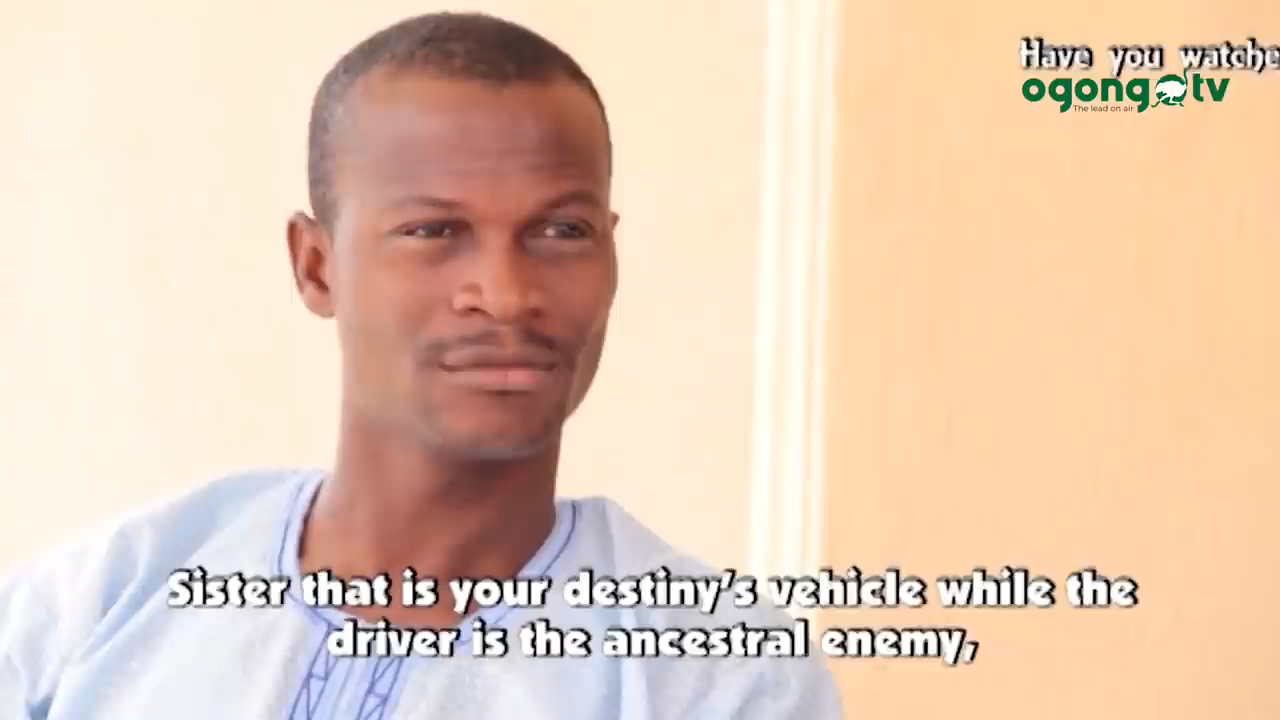 Have you watche
ogongotv
The lead on air
Sister that is your destiny's vehicle while the
driver is the ancestral enemy,